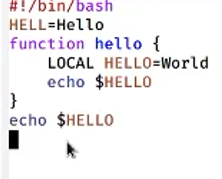 #!/bin/bash
HELL=Hello
function hello {
    LOCAL HELLO=World
    echo $HELLO
}
echo $HELLO